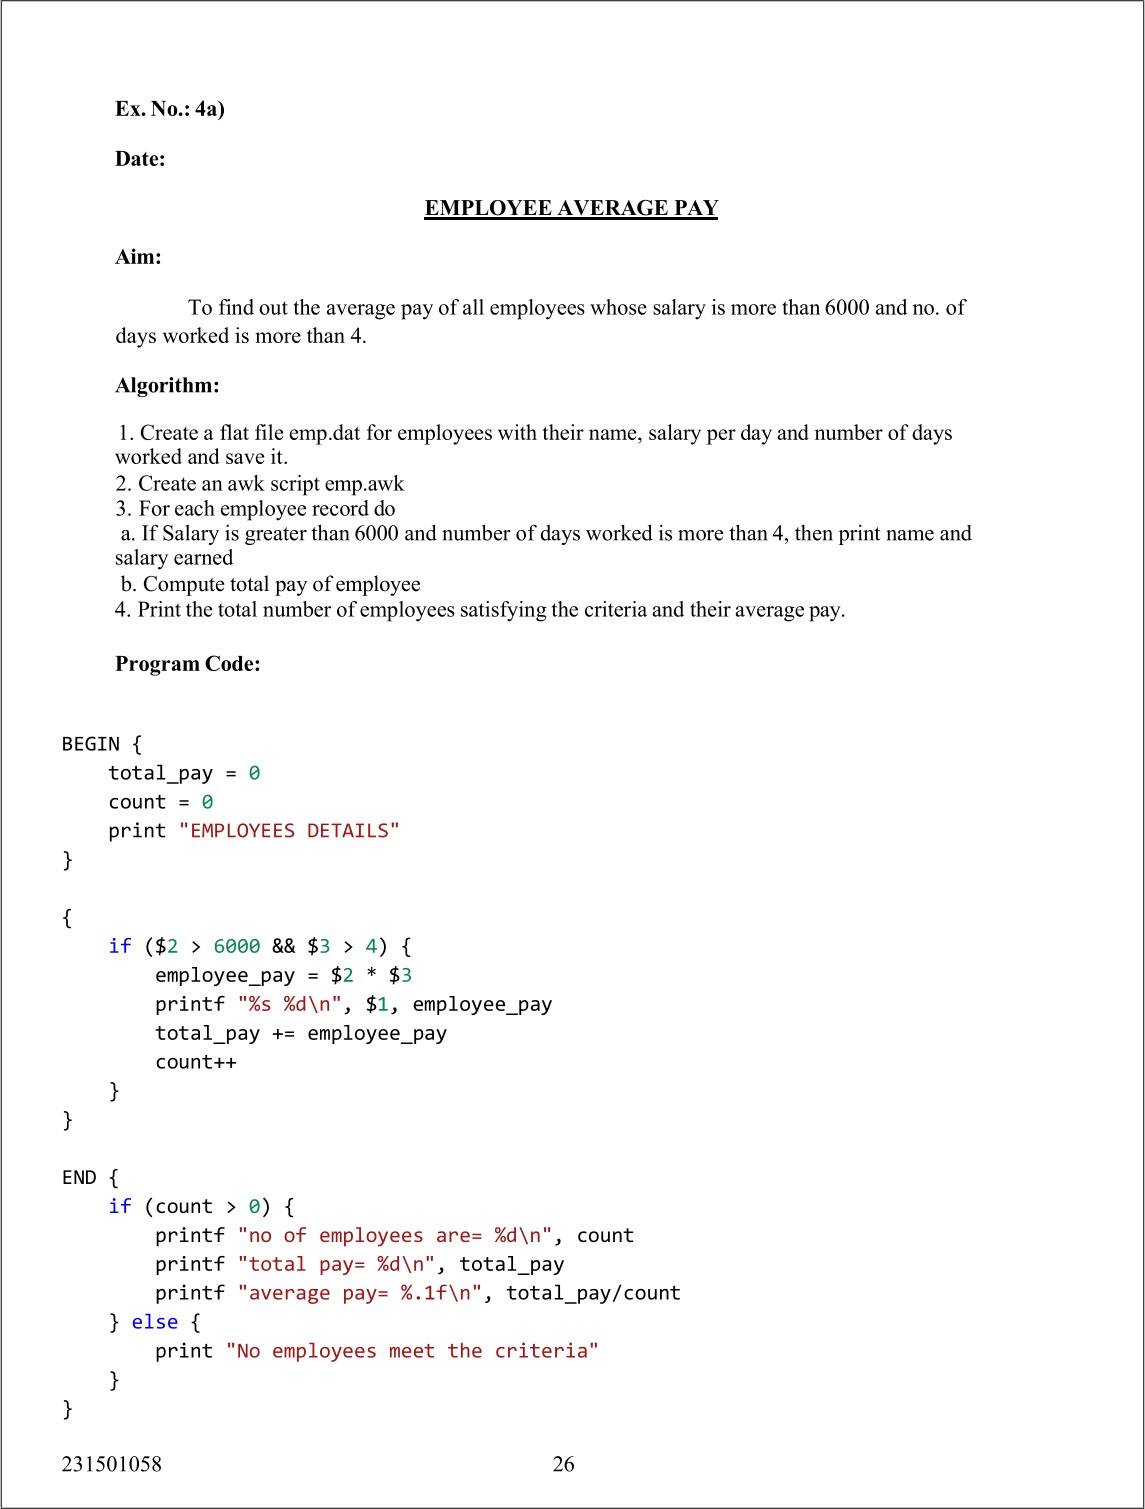 Ex. No.: 4a)
Date:
EMPLOYEE AVERAGE PAY
Aim:
To find out the average pay of all employees whose salary is more than 6000 and no. of
days worked is more than 4.
Algorithm:
1. Create a flat file emp.dat for employees with their name, salary per day and number of days
worked and save it.
2. Create an awk script emp.awk
3. For each employee record do
a. If Salary is greater than 6000 and number of days worked is more than 4, then print name and
salary earned
b. Compute total pay of employee
4. Print the total number of employees satisfying the criteria and their average pay.
Program Code:
BEGIN {
    total_pay = 0
    count = 0
    print "EMPLOYEES DETAILS"
}
{
    if ($2 > 6000 && $3 > 4) {
        employee_pay = $2 * $3
        printf "%s %d\n", $1, employee_pay
        total_pay += employee_pay
        count++
    }
}
END {
    if (count > 0) {
        printf "no of employees are= %d\n", count
        printf "total pay= %d\n", total_pay
        printf "average pay= %.1f\n", total_pay/count
    } else {
        print "No employees meet the criteria"
    }
}
231501058 26